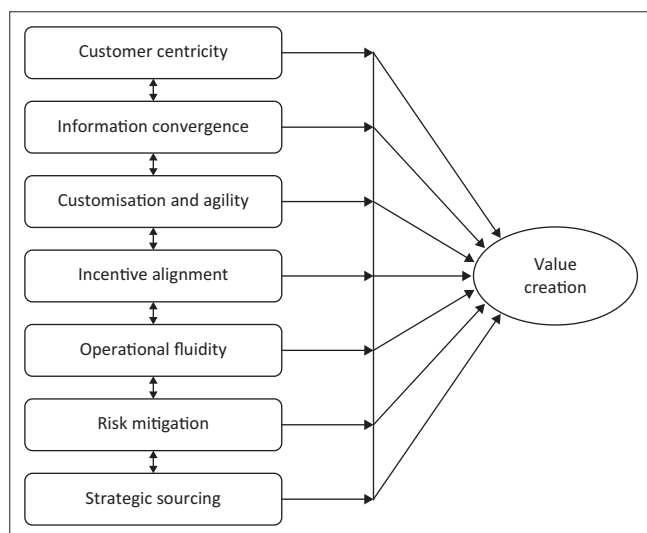 Customer centricity
Information convergence
Customisation and agility
Incentive alignment
Operational fluidity
Risk mitigation
Strategic sourcing
Value
creation